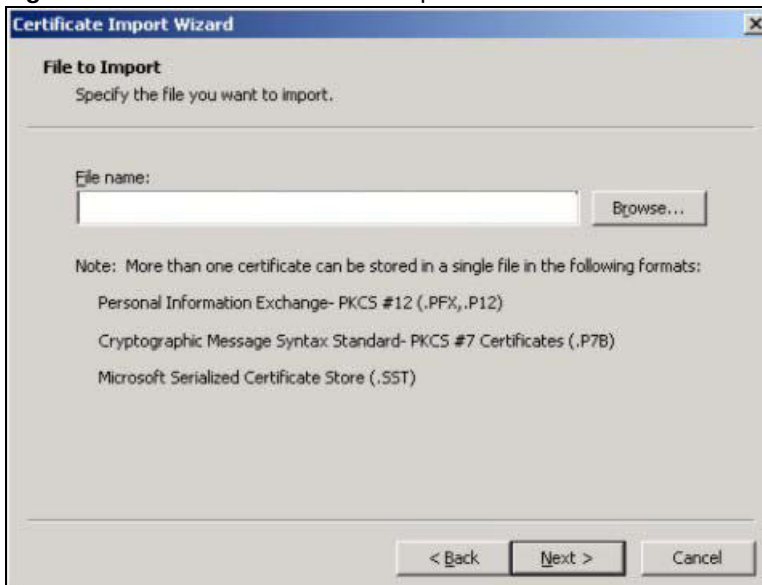 Certificate Import Wizard
File to Import
Specify the file you want to import.
File name:
Browse...
Note: More than one certificate can be stored in a single file in the following formats:
Personal Information Exchange- PKCS #12 (.PFX,.P12)
Cryptographic Message Syntax Standard- PKCS #7 Certificates (.P7B)
Microsoft Serialized Certificate Store (.SST)
< Back
Next >
Cancel